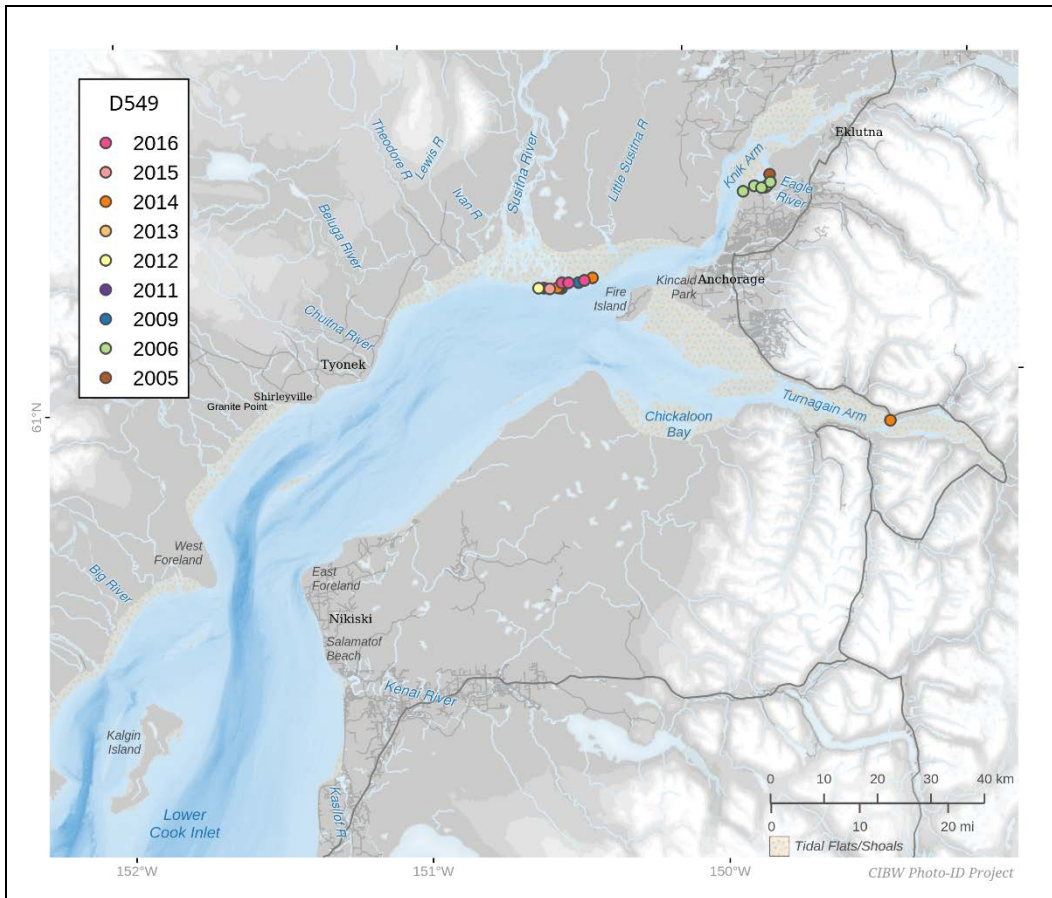 D549
2016
2015
2014
2013
2012
2011
2009
2006
2005
Theodore R
Lewis R
Ivan R
Susitna River
Little Susitna R
Beluga River
Chuitna River
Knik Arm
Eklutna
Eagle
River
Kincaid
Park
Anchorage
Fire
Island
Tyonek
Shirleyville
Granite Point
Chickaloon
Bay
Turnagain Arm
61°N
West
Foreland
Big River
East
Foreland
Nikiski
Salamatof
Beach
Kenai River
Kalgin
Island
Lower
Cook Inlet
Kasilof R
0 10 20 30 40 km
0 10 20 mi
Tidal Flats/Shoals
152°W 151°W 150°W
CIBW Photo-ID Project